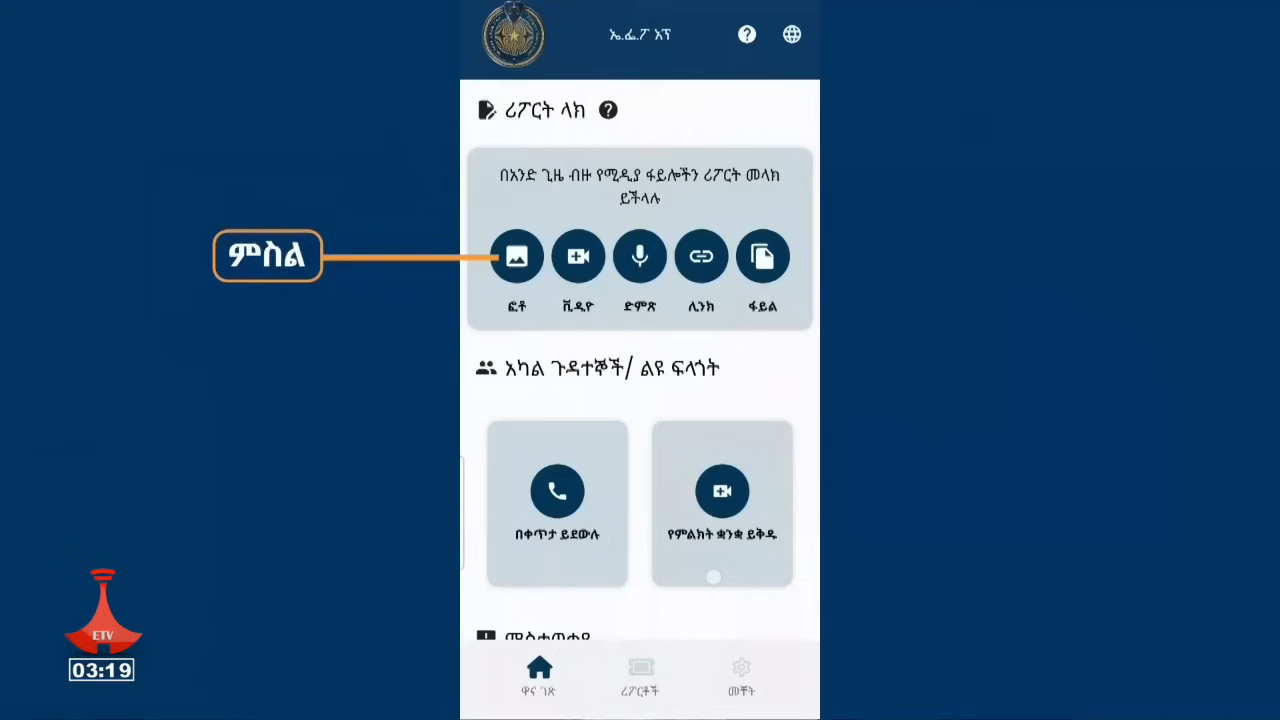 ኤ.ፌ.ፖ አፕ
ሪፖርት ላክ
በአንድ ጊዜ ብዙ የሚዲያ ፋይሎችን ሪፖርት መላክ
ይችላሉ
ምስል
ፎቶ
ቪዲዮ
ድምጽ
ሊንክ
ፋይል
አካል ጉዳተኞች/ ልዩ ፍላጎት
በቀጥታ ይደውሉ
የምልክት ቋንቋ ይቅዱ
ዋና ገጽ
ሪፖርቶች
መቼት
ETV
03:19